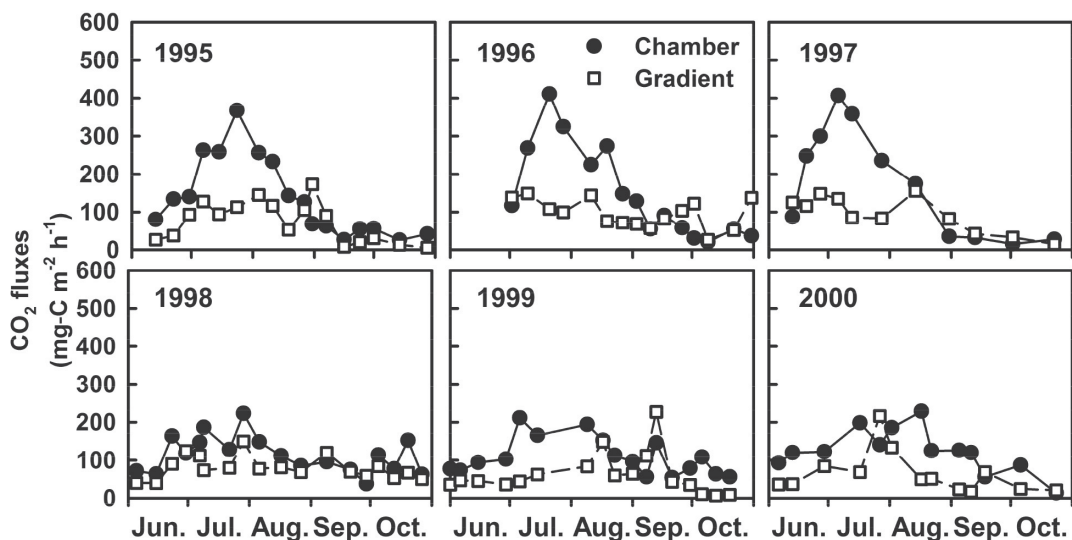 600
500
400
300
200
100
0
1995
1996
Chamber
Gradient
1997
CO₂ fluxes
(mg-C m⁻² h⁻¹)
600
500
400
300
200
100
0
1998
1999
2000
Jun. Jul. Aug. Sep. Oct.
Jun. Jul. Aug. Sep. Oct.
Jun. Jul. Aug. Sep. Oct.